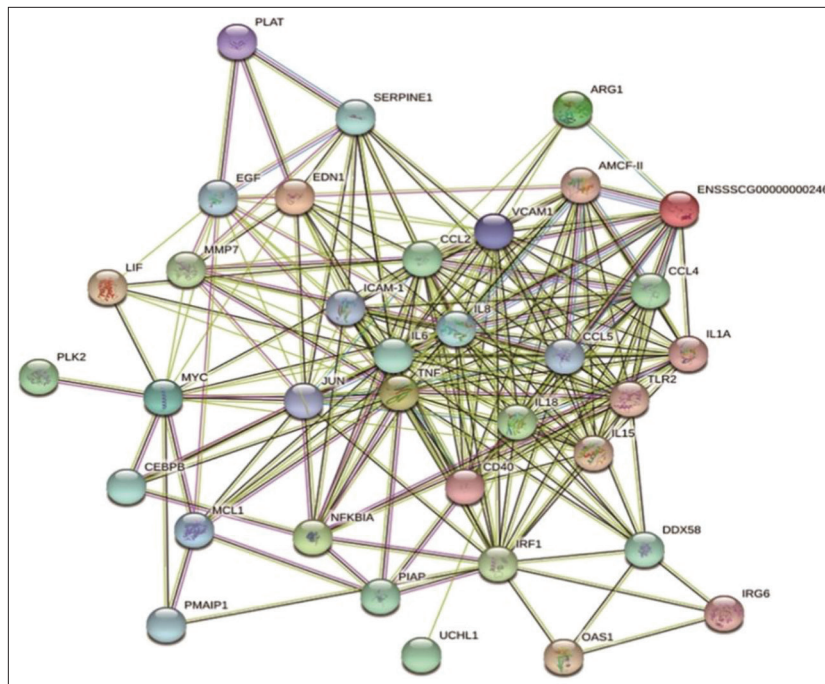 PLAT
SERPINE1
ARG1
AMCF-II
ENSSSCG00000000246
EGF
EDN1
VCAM1
CCL2
MMP7
LIF
CCL4
ICAM-1
IL8
IL6
CCL5
IL1A
PLK2
MYC
JUN
TNF
TLR2
IL18
IL15
CEBPB
CD40
MCL1
NFKBIA
IRF1
DDX58
PIAP
PMAIP1
IRG6
UCHL1
OAS1